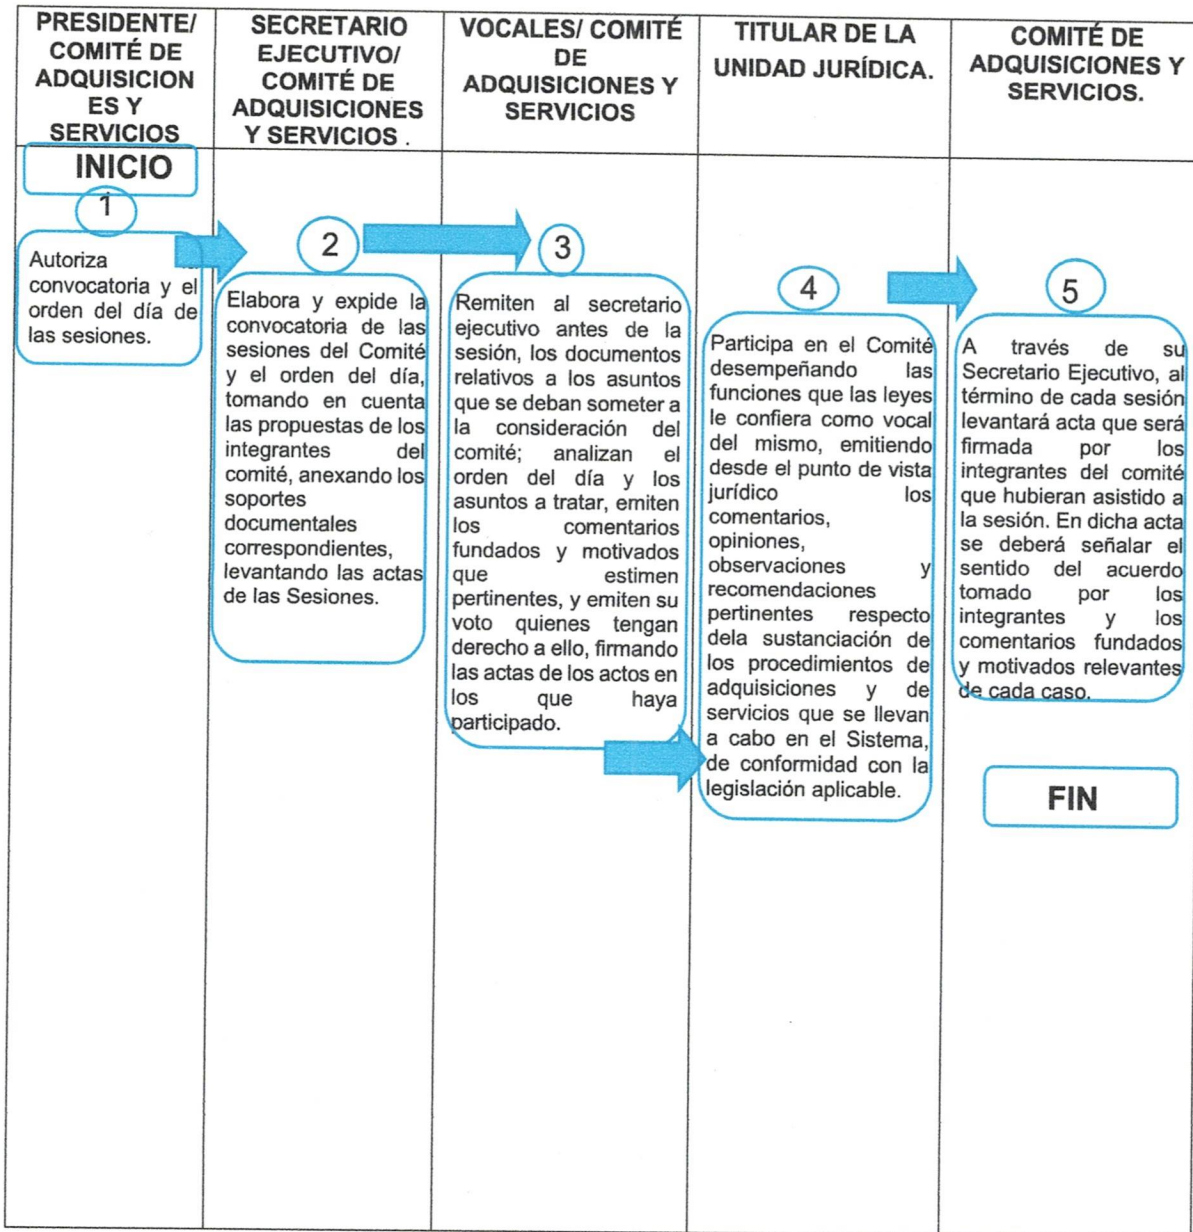 PRESIDENTE/
COMITÉ DE
ADQUISICION
ES Y
SERVICIOS
SECRETARIO
EJECUTIVO/
COMITÉ DE
ADQUISICIONES
Y SERVICIOS .
VOCALES/ COMITÉ
DE
ADQUISICIONES Y
SERVICIOS
TITULAR DE LA
UNIDAD JURÍDICA.
COMITÉ DE
ADQUISICIONES Y
SERVICIOS.
INICIO
1
Autoriza
convocatoria y el
orden del día de
las sesiones.
2
Elabora y expide la
convocatoria de las
sesiones del Comité
y el orden del día,
tomando en cuenta
las propuestas de los
integrantes del
comité, anexando los
soportes
documentales
correspondientes,
levantando las actas
de las Sesiones.
3
Remiten al secretario
ejecutivo antes de la
sesión, los documentos
relativos a los asuntos
que se deban someter a
la consideración del
comité; analizan el
orden del día y los
asuntos a tratar, emiten
los comentarios
fundados y motivados
que estimen
pertinentes, y emiten su
voto quienes tengan
derecho a ello, firmando
las actas de los actos en
los que haya
participado.
4
Participa en el Comité
desempeñando las
funciones que las leyes
le confiera como vocal
del mismo, emitiendo
desde el punto de vista
jurídico los
comentarios,
opiniones,
observaciones y
recomendaciones
pertinentes respecto
dela sustanciación de
los procedimientos de
adquisiciones y de
servicios que se llevan
a cabo en el Sistema,
de conformidad con la
legislación aplicable.
5
A través de su
Secretario Ejecutivo, al
término de cada sesión
levantará acta que será
firmada por los
integrantes del comité
que hubieran asistido a
la sesión. En dicha acta
se deberá señalar el
sentido del acuerdo
tomado por los
integrantes y los
comentarios fundados
y motivados relevantes
de cada caso.
FIN